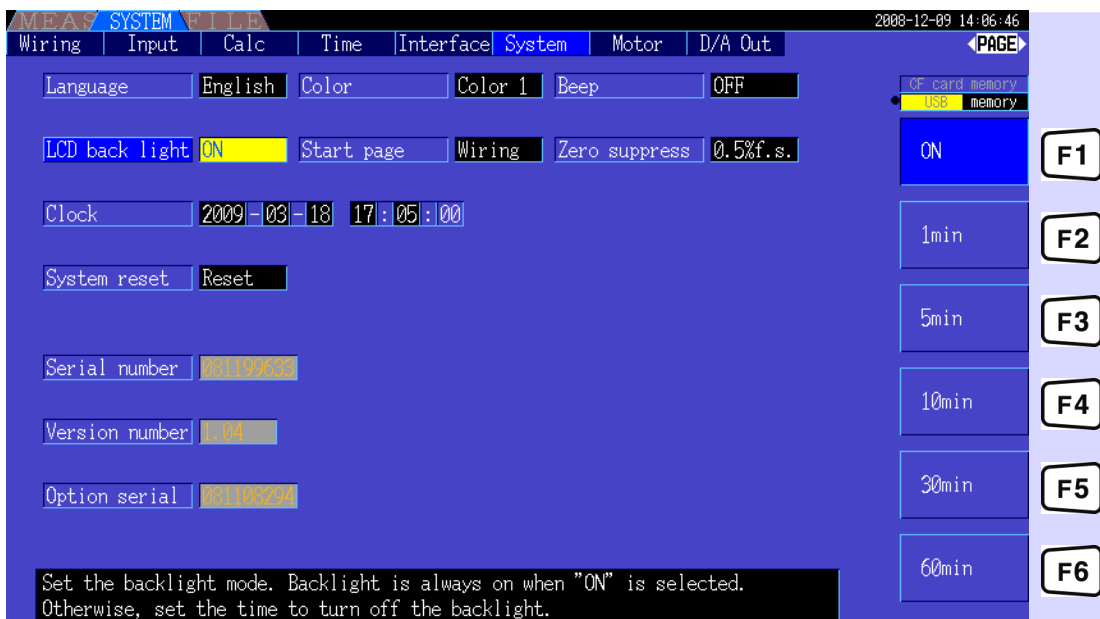 MEAS SYSTEM FILE 2008-12-09 14:06:46
Wiring Input Calc Time Interface System Motor D/A Out PAGE
Language English Color Color 1 Beep OFF
CF card memory
USB memory
LCD back light ON Start page Wiring Zero suppress 0.5%f.s.
ON F1
Clock 2009-03-18 17:05:00
1min F2
System reset Reset
5min F3
Serial number 081199633
10min F4
Version number 1.04
30min F5
Option serial 081108294
60min F6
Set the backlight mode. Backlight is always on when "ON" is selected.
Otherwise, set the time to turn off the backlight.